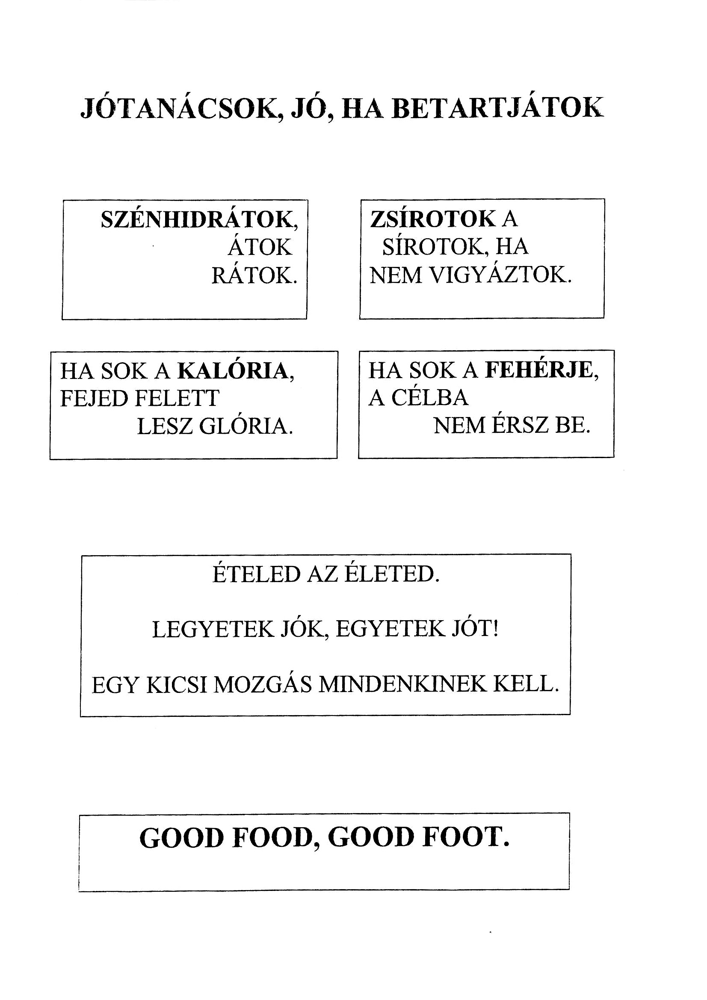 JÓTANÁCSOK, JÓ, HA BETARTJÁTOK
SZÉNHIDRÁTOK,
ÁTOK
RÁTOK.
ZSÍROTOK A
SÍROTOK, HA
NEM VIGYÁZTOK.
HA SOK A KALÓRIA,
FEJED FELETT
LESZ GLÓRIA.
HA SOK A FEHÉRJE,
A CÉLBA
NEM ÉRSZ BE.
ÉTELED AZ ÉLETED.
LEGYETEK JÓK, EGYETEK JÓT!
EGY KICSI MOZGÁS MINDENKINEK KELL.
GOOD FOOD, GOOD FOOT.